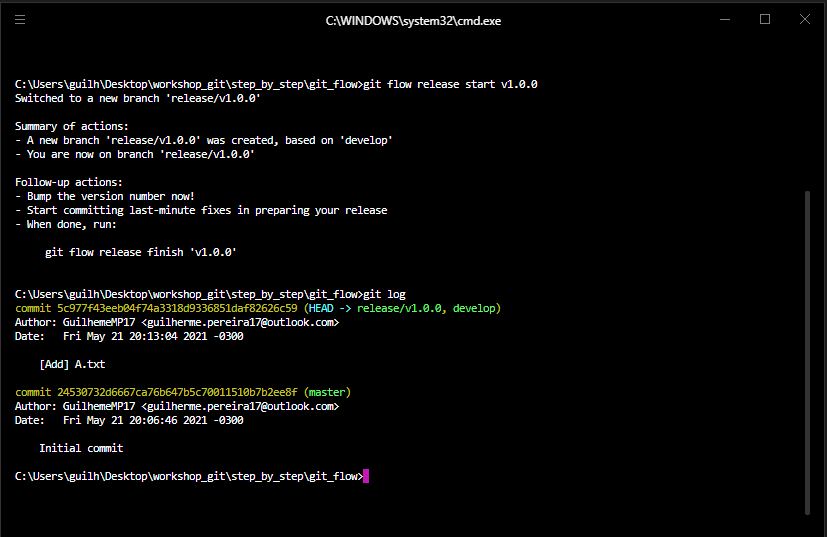 C:\WINDOWS\system32\cmd.exe
C:\Users\guilh\Desktop\workshop_git\step_by_step\git_flow>git flow release start v1.0.0
Switched to a new branch 'release/v1.0.0'
Summary of actions:
- A new branch 'release/v1.0.0' was created, based on 'develop'
- You are now on branch 'release/v1.0.0'
Follow-up actions:
- Bump the version number now!
- Start committing last-minute fixes in preparing your release
- When done, run:
git flow release finish 'v1.0.0'
C:\Users\guilh\Desktop\workshop_git\step_by_step\git_flow>git log
commit 5c977f43eeb04f74a3318d9336851daf82626c59 (HEAD -> release/v1.0.0, develop)
Author: GuilhemeMP17 <guilherme.pereira17@outlook.com>
Date:   Fri May 21 20:13:04 2021 -0300
[Add] A.txt
commit 24530732d6667ca76b647b5c70011510b7b2ee8f (master)
Author: GuilhemeMP17 <guilherme.pereira17@outlook.com>
Date:   Fri May 21 20:06:46 2021 -0300
Initial commit
C:\Users\guilh\Desktop\workshop_git\step_by_step\git_flow>